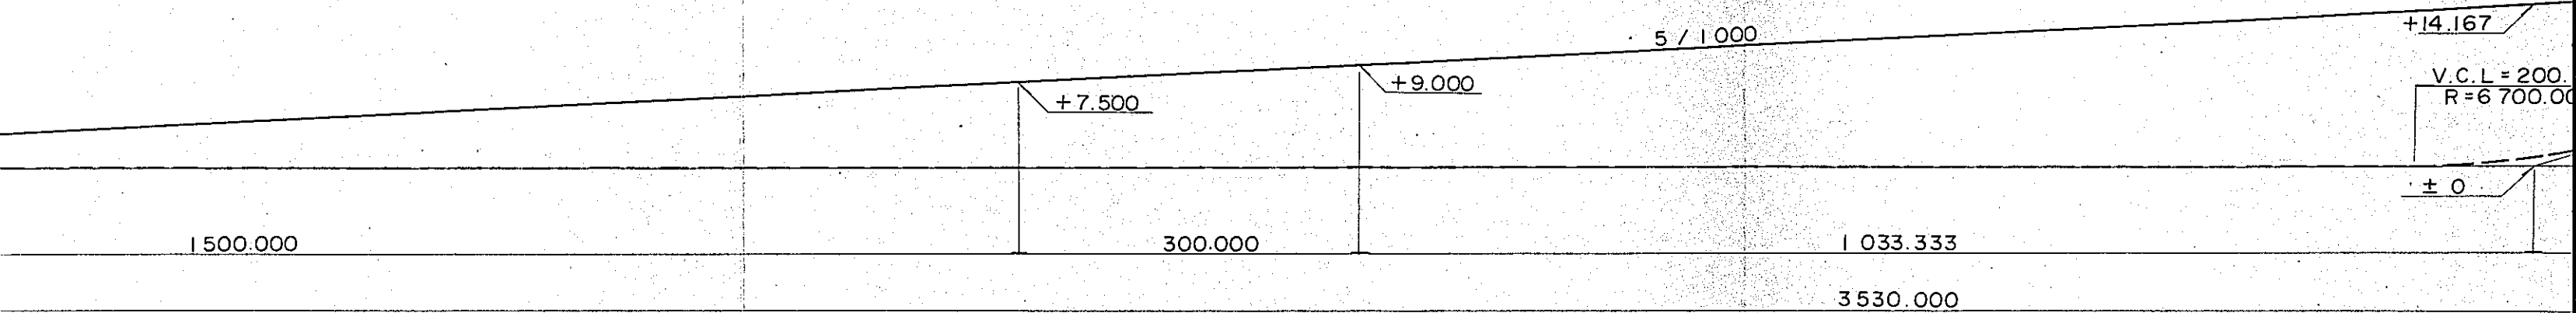 5 / 1 000
+14.167
V.C.L = 200.
R = 6 700.00
+9.000
+7.500
± 0
1 500.000
300.000
1 033.333
3 530.000